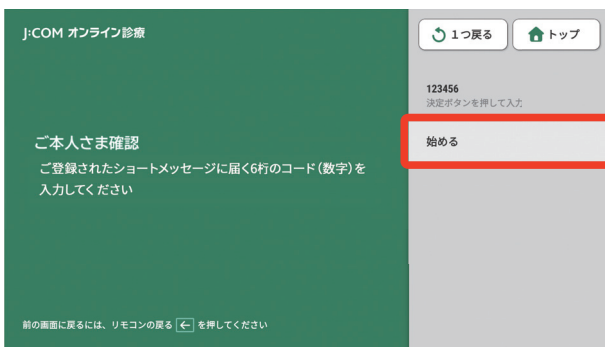 J:COM オンライン診療
1つ戻る
トップ
123456
決定ボタンを押して入力
始める
ご本人さま確認
ご登録されたショートメッセージに届く6桁のコード（数字）を
入力してください
前の画面に戻るには、リモコンの戻る ← を押してください